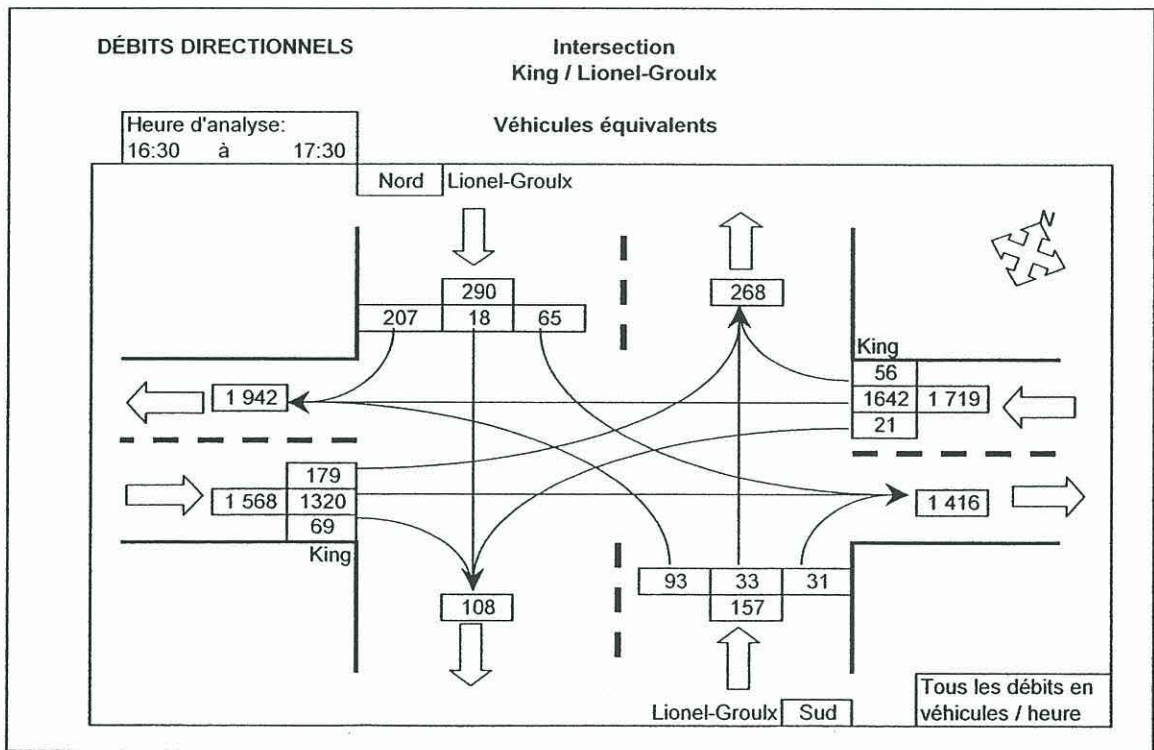 DÉBITS DIRECTIONNELS
Intersection
King / Lionel-Groulx
Heure d'analyse:
16:30 à 17:30
Véhicules équivalents
Nord Lionel-Groulx
N
290
207 18 65
268
King
56
1 942
1642 1 719
21
179
1 568 1320
69
King
1 416
93 33 31
108
157
Lionel-Groulx Sud
Tous les débits en
véhicules / heure